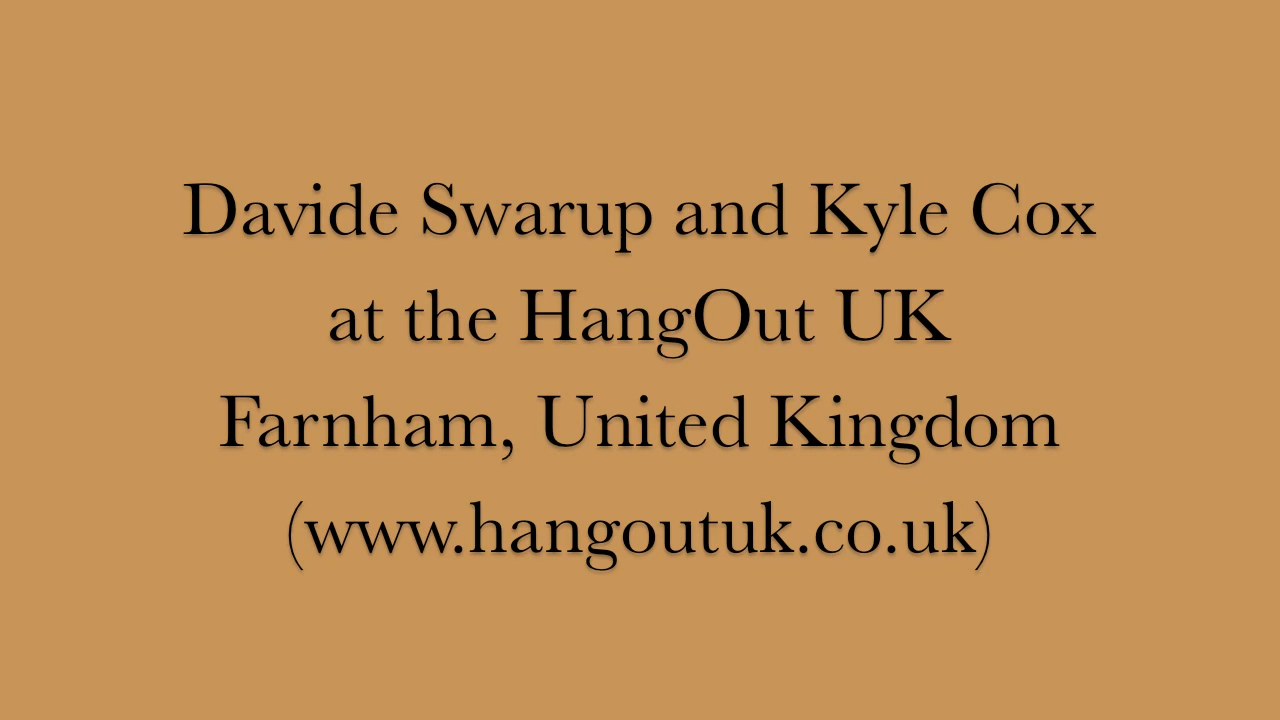 Davide Swarup and Kyle Cox
at the HangOut UK
Farnham, United Kingdom
(www.hangoutuk.co.uk)